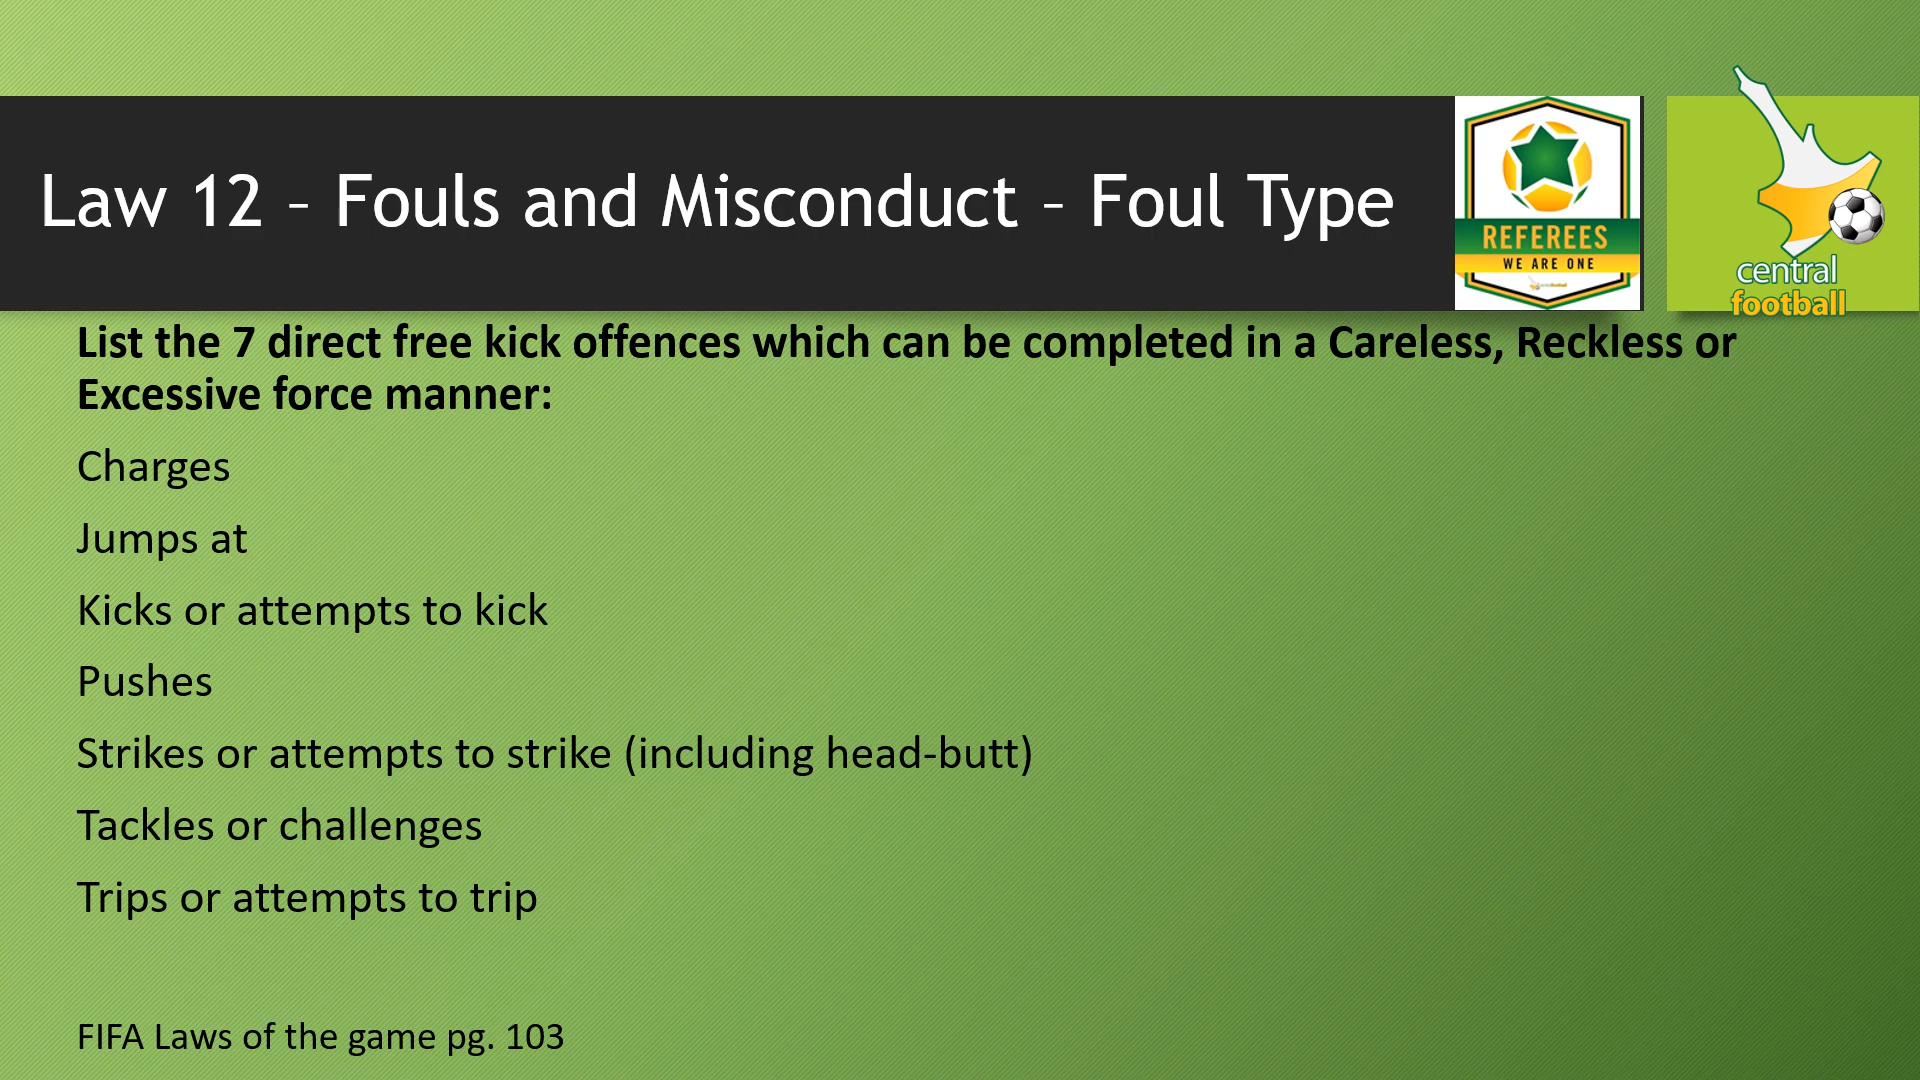 Law 12 – Fouls and Misconduct – Foul Type
REFEREES
WE ARE ONE
central
football
List the 7 direct free kick offences which can be completed in a Careless, Reckless or
Excessive force manner:
Charges
Jumps at
Kicks or attempts to kick
Pushes
Strikes or attempts to strike (including head-butt)
Tackles or challenges
Trips or attempts to trip
FIFA Laws of the game pg. 103